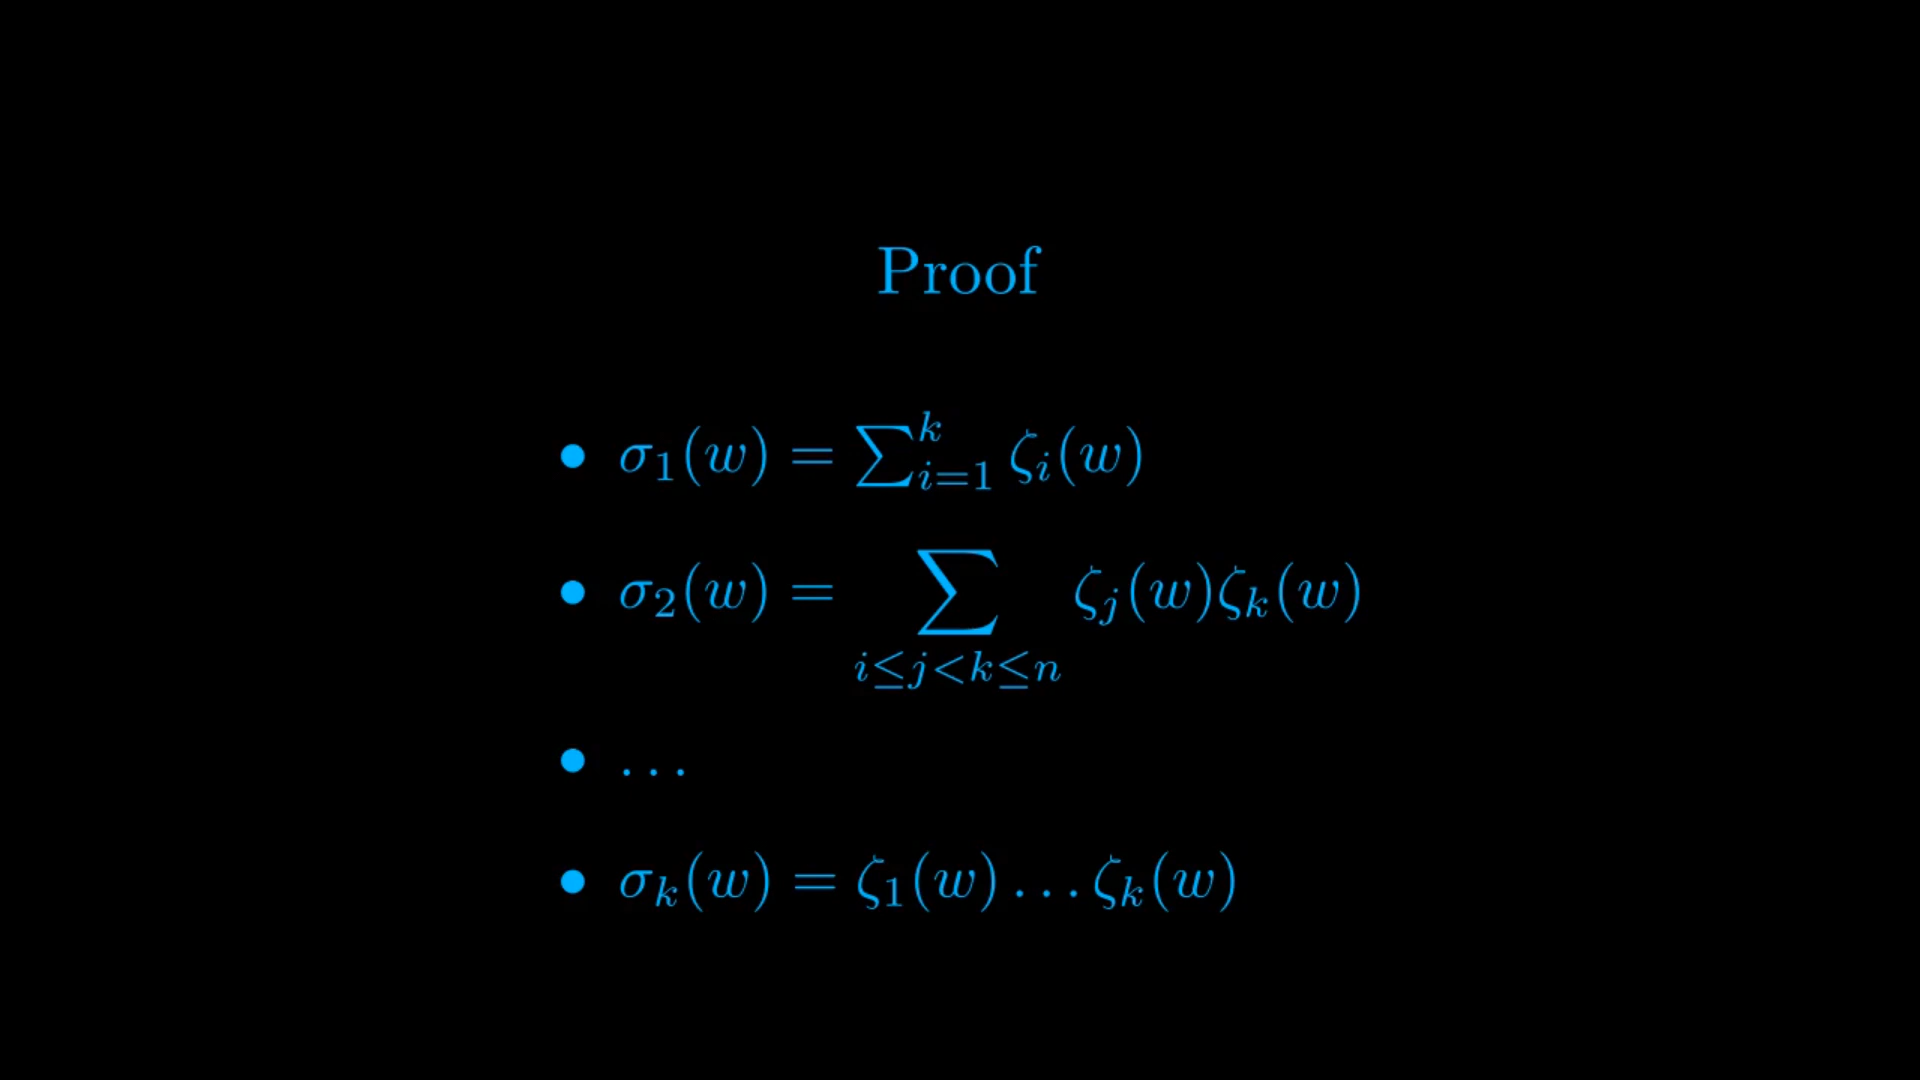 Proof
• σ₁(w) = ∑ᵏᵢ₌₁ ζᵢ(w)
• σ₂(w) = ∑_{i≤j<k≤n} ζⱼ(w)ζₖ(w)
• …
• σₖ(w) = ζ₁(w) … ζₖ(w)